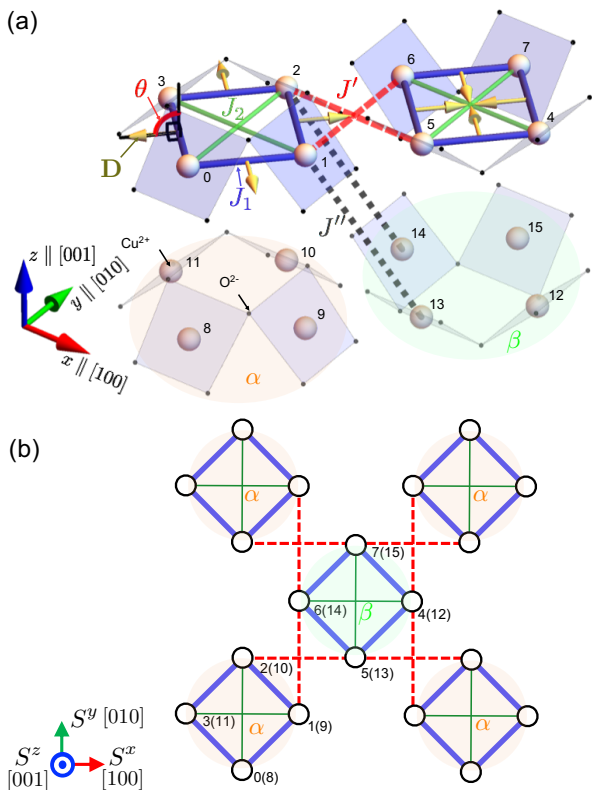 (a)
3
2
J′
6
7
θ
J₂
D
0
J₁
1
5
4
J″
z ∥ [001]
y ∥ [010]
x ∥ [100]
Cu²⁺
11
10
O²⁻
8
9
α
14
15
13
12
β
(b)
α
α
7(15)
6(14)
β
4(12)
2(10)
5(13)
3(11)
α
1(9)
α
0(8)
Sʸ [010]
Sᶻ
[001]
Sˣ
[100]